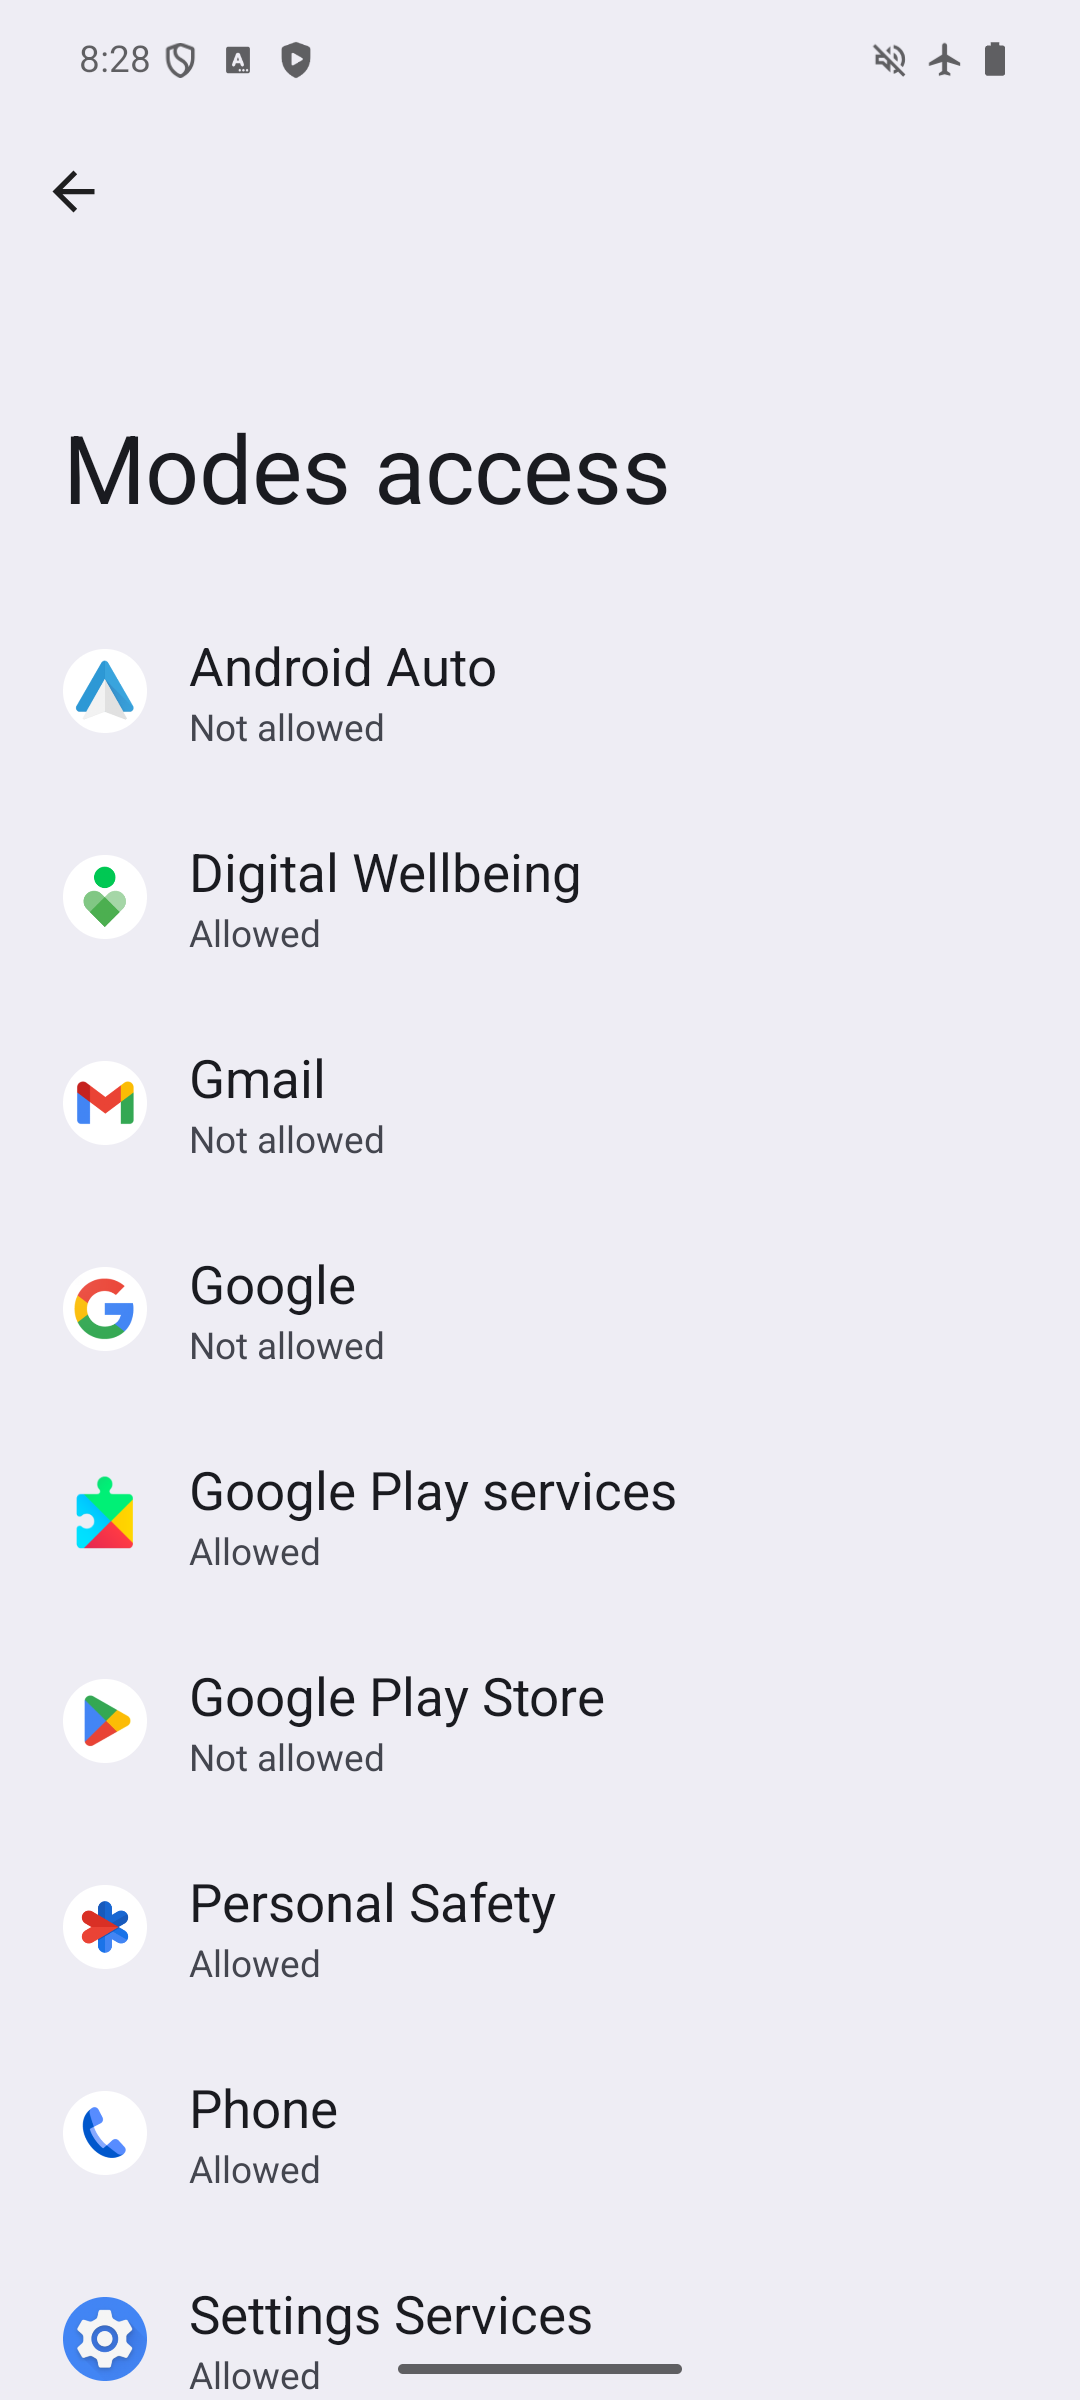 8:28
Modes access
Android Auto
Not allowed
Digital Wellbeing
Allowed
Gmail
Not allowed
Google
Not allowed
Google Play services
Allowed
Google Play Store
Not allowed
Personal Safety
Allowed
Phone
Allowed
Settings Services
Allowed